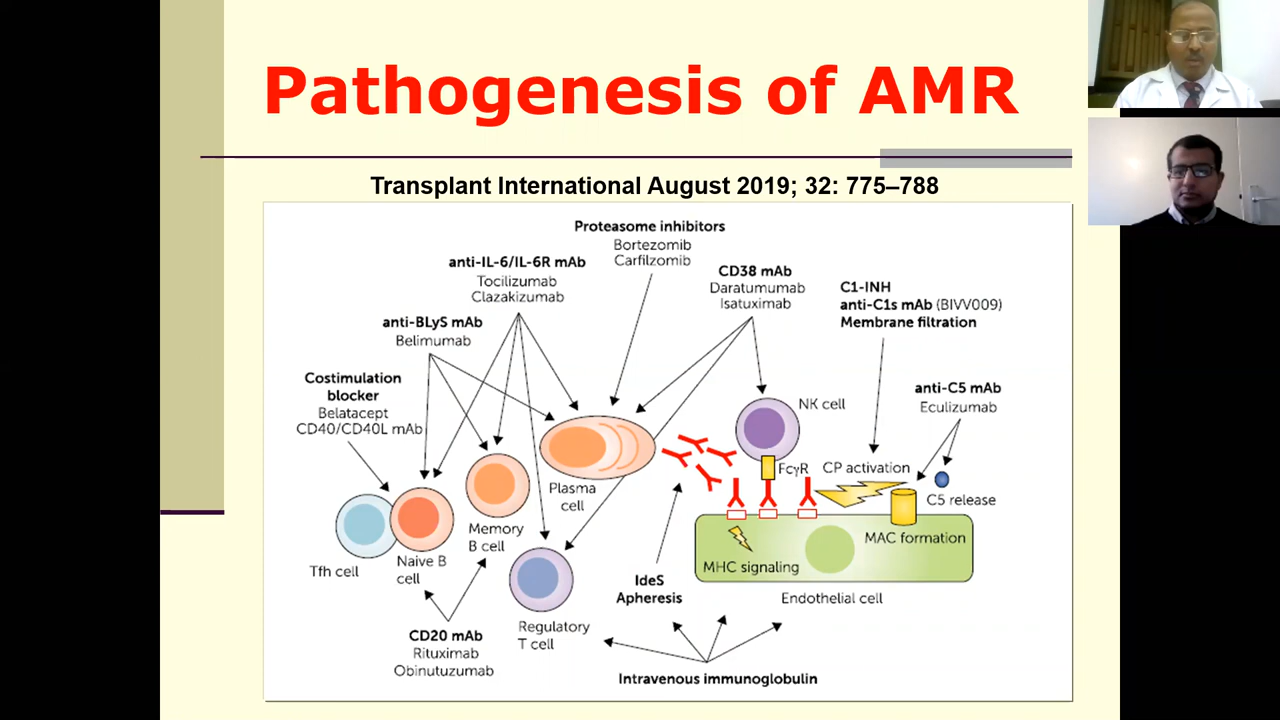 Pathogenesis of AMR
Transplant International August 2019; 32: 775–788
Proteasome inhibitors
Bortezomib
Carfilzomib
anti-IL-6/IL-6R mAb
Tocilizumab
Clazakizumab
CD38 mAb
Daratumumab
Isatuximab
C1-INH
anti-C1s mAb (BIVV009)
Membrane filtration
anti-BLyS mAb
Belimumab
Costimulation
blocker
Belatacept
CD40/CD40L mAb
anti-C5 mAb
Eculizumab
NK cell
FcγR
CP activation
C5 release
Plasma
cell
Memory
B cell
MAC formation
MHC signaling
Endothelial cell
Tfh cell
Naive B
cell
IdeS
Apheresis
Regulatory
T cell
CD20 mAb
Rituximab
Obinutuzumab
Intravenous immunoglobulin